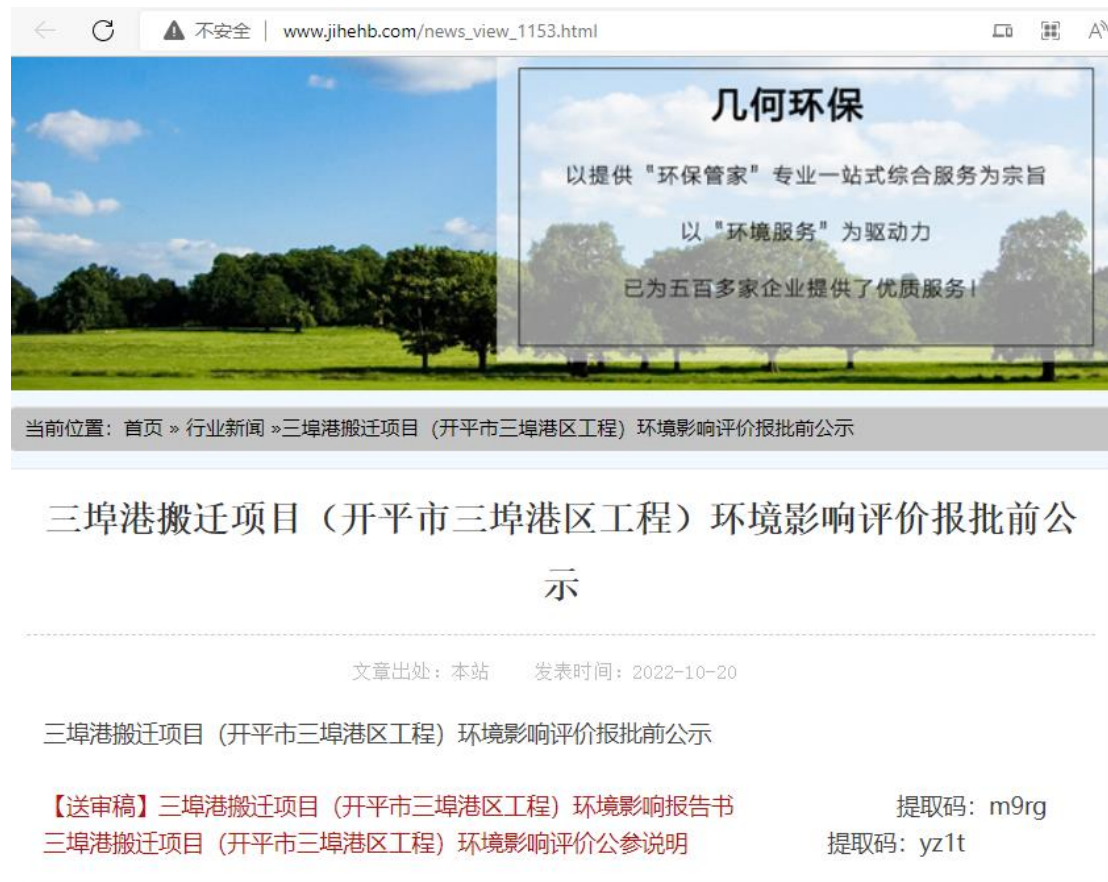 不安全 | www.jihehb.com/news_view_1153.html
几何环保
以提供“环保管家”专业一站式综合服务为宗旨
以“环境服务”为驱动力
已为五百多家企业提供了优质服务！
当前位置：首页 » 行业新闻 »三埠港搬迁项目（开平市三埠港区工程）环境影响评价报批前公示
三埠港搬迁项目（开平市三埠港区工程）环境影响评价报批前公
示
文章出处：本站 发表时间：2022-10-20
三埠港搬迁项目（开平市三埠港区工程）环境影响评价报批前公示
【送审稿】三埠港搬迁项目（开平市三埠港区工程）环境影响报告书 提取码：m9rg
三埠港搬迁项目（开平市三埠港区工程）环境影响评价公参说明 提取码：yz1t